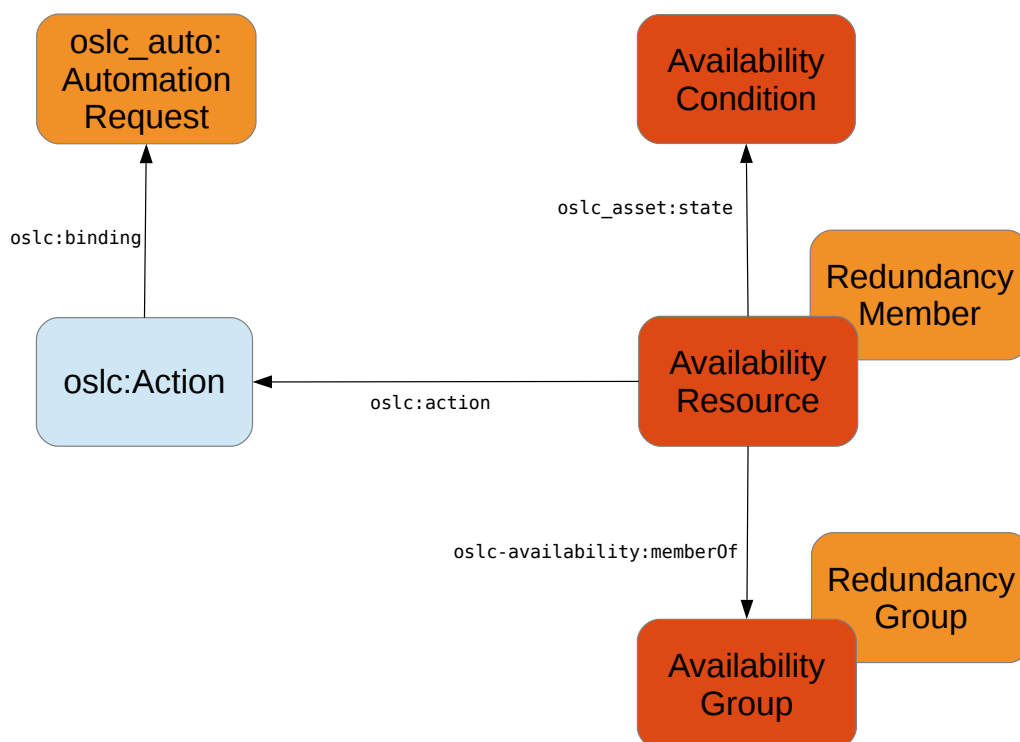 oslc_auto:
Automation
Request
Availability
Condition
oslc_asset:state
oslc:binding
Redundancy
Member
oslc:Action
oslc:action
Availability
Resource
oslc-availability:memberOf
Redundancy
Group
Availability
Group